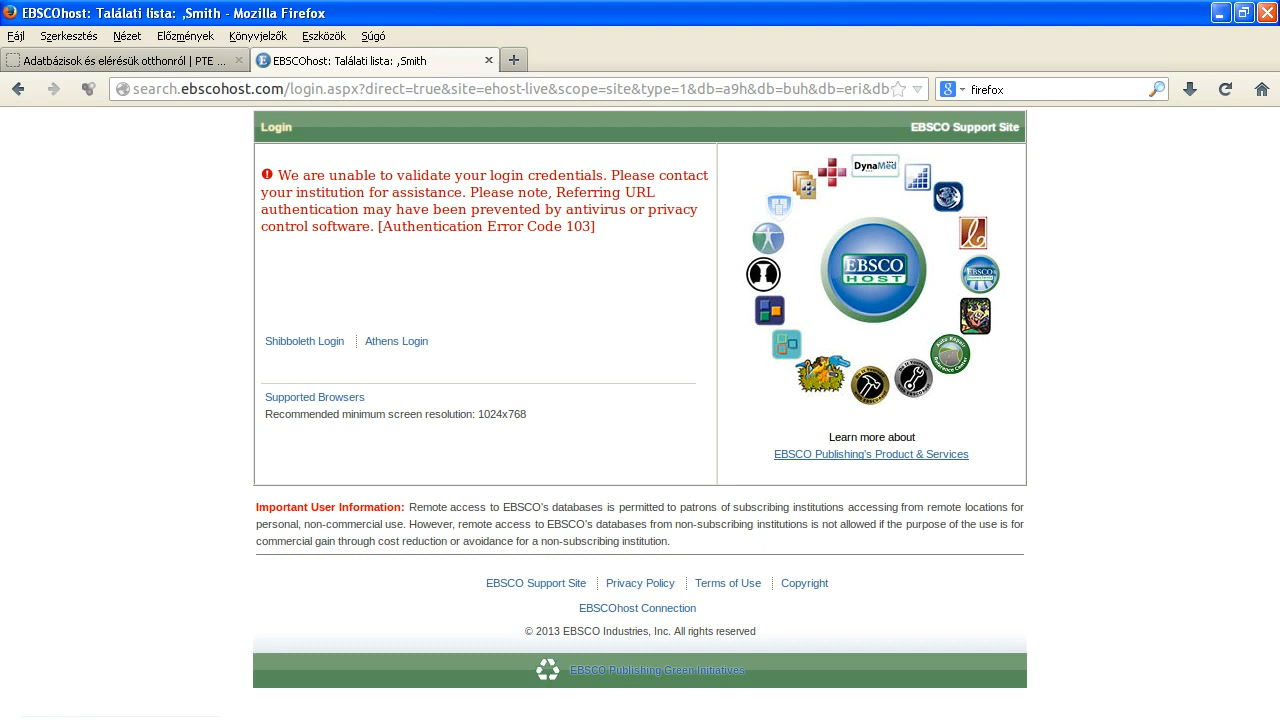 EBSCOhost: Találati lista: ,Smith - Mozilla Firefox
Fájl Szerkesztés Nézet Előzmények Könyvjelzők Eszközök Súgó
Adatbázisok és elérésük otthonról | PTE ...
EBSCOhost: Találati lista: ,Smith
search.ebscohost.com/login.aspx?direct=true&site=ehost-live&scope=site&type=1&db=a9h&db=buh&db=eri&db
firefox
Login
EBSCO Support Site
We are unable to validate your login credentials. Please contact
your institution for assistance. Please note, Referring URL
authentication may have been prevented by antivirus or privacy
control software. [Authentication Error Code 103]
Shibboleth Login
Athens Login
Supported Browsers
Recommended minimum screen resolution: 1024x768
DynaMed
EBSCO
HOST
EBSCO
Auto Repair
Reference Center
Learn more about
EBSCO Publishing's Product & Services
Important User Information: Remote access to EBSCO's databases is permitted to patrons of subscribing institutions accessing from remote locations for
personal, non-commercial use. However, remote access to EBSCO's databases from non-subscribing institutions is not allowed if the purpose of the use is for
commercial gain through cost reduction or avoidance for a non-subscribing institution.
EBSCO Support Site
Privacy Policy
Terms of Use
Copyright
EBSCOhost Connection
© 2013 EBSCO Industries, Inc. All rights reserved
EBSCO Publishing Green Initiatives